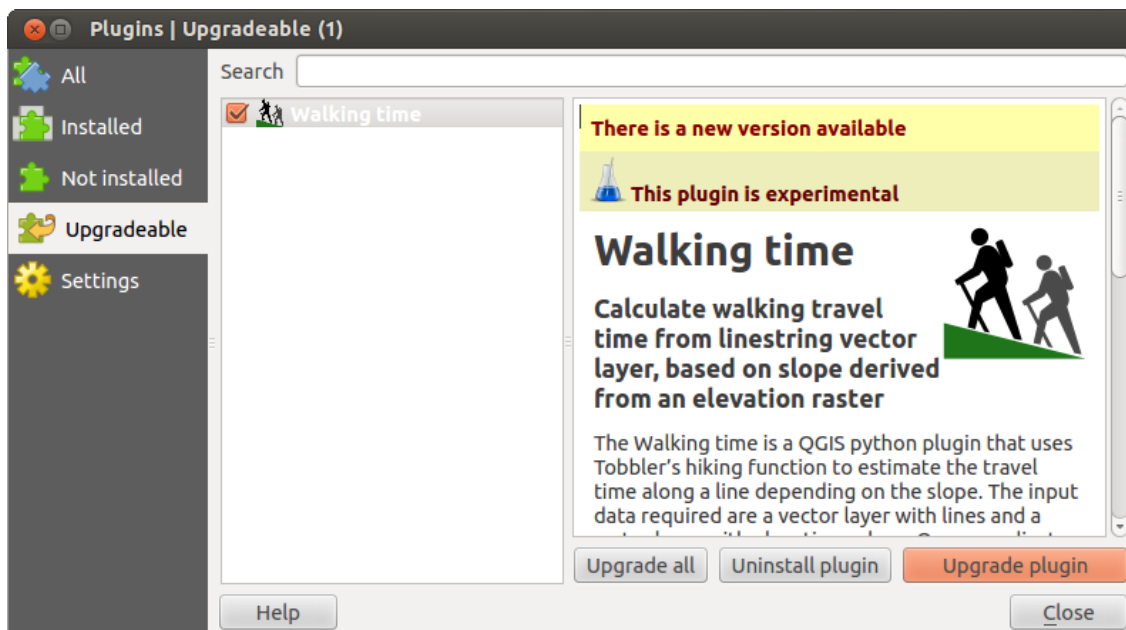 Plugins | Upgradeable (1)
All
Installed
Not installed
Upgradeable
Settings
Search
Walking time
There is a new version available
This plugin is experimental
Walking time
Calculate walking travel
time from linestring vector
layer, based on slope derived
from an elevation raster
The Walking time is a QGIS python plugin that uses
Tobbler's hiking function to estimate the travel
time along a line depending on the slope. The input
data required are a vector layer with lines and a
Upgrade all
Uninstall plugin
Upgrade plugin
Help
Close